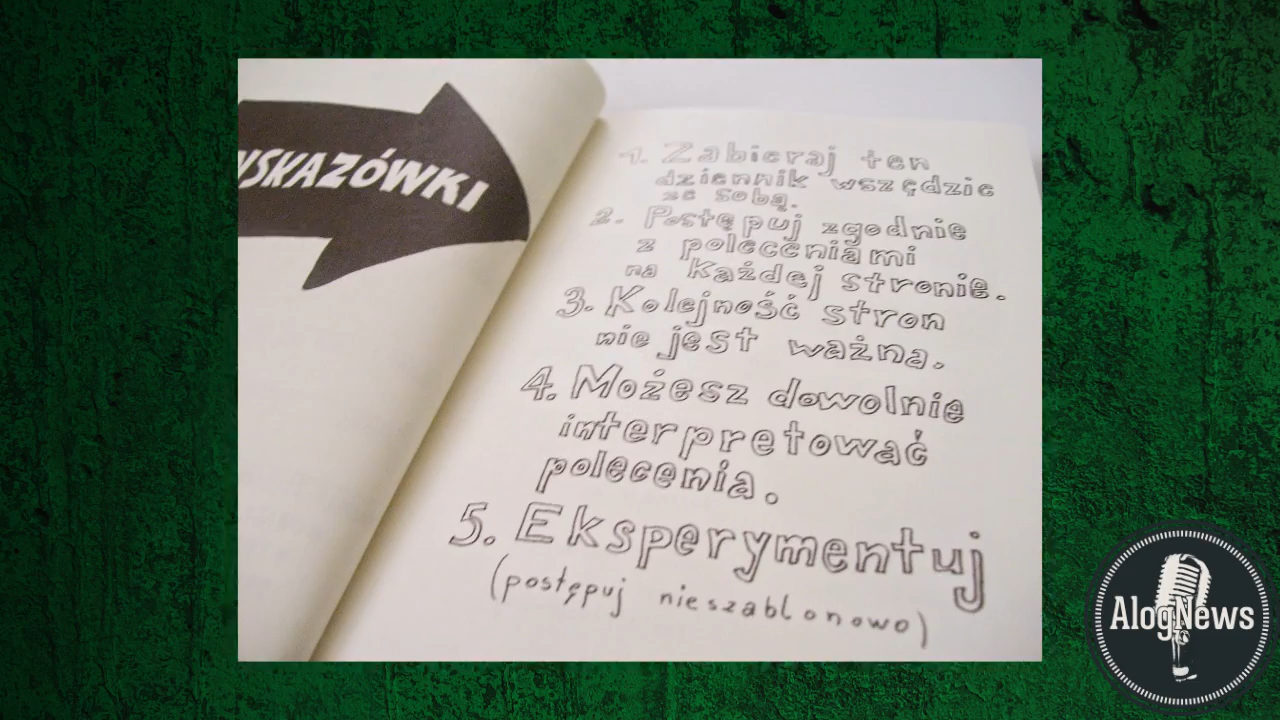 WSKAZÓWKI
1. Zabieraj ten
dziennik wszędzie
ze sobą.
2. Postępuj zgodnie
z poleceniami
na każdej stronie.
3. Kolejność stron
nie jest ważna.
4. Możesz dowolnie
interpretować
polecenia.
5. Eksperymentuj
(postępuj nieszablonowo)
AlogNews